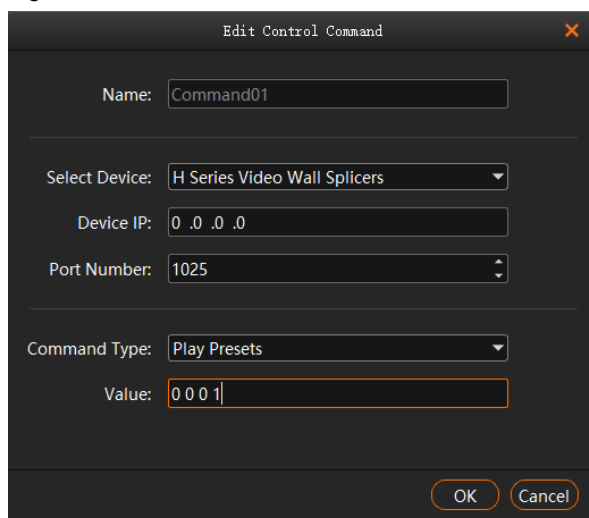 Edit Control Command
Name: Command01
Select Device: H Series Video Wall Splicers
Device IP: 0 .0 .0 .0
Port Number: 1025
Command Type: Play Presets
Value: 0 0 0 1
OK Cancel